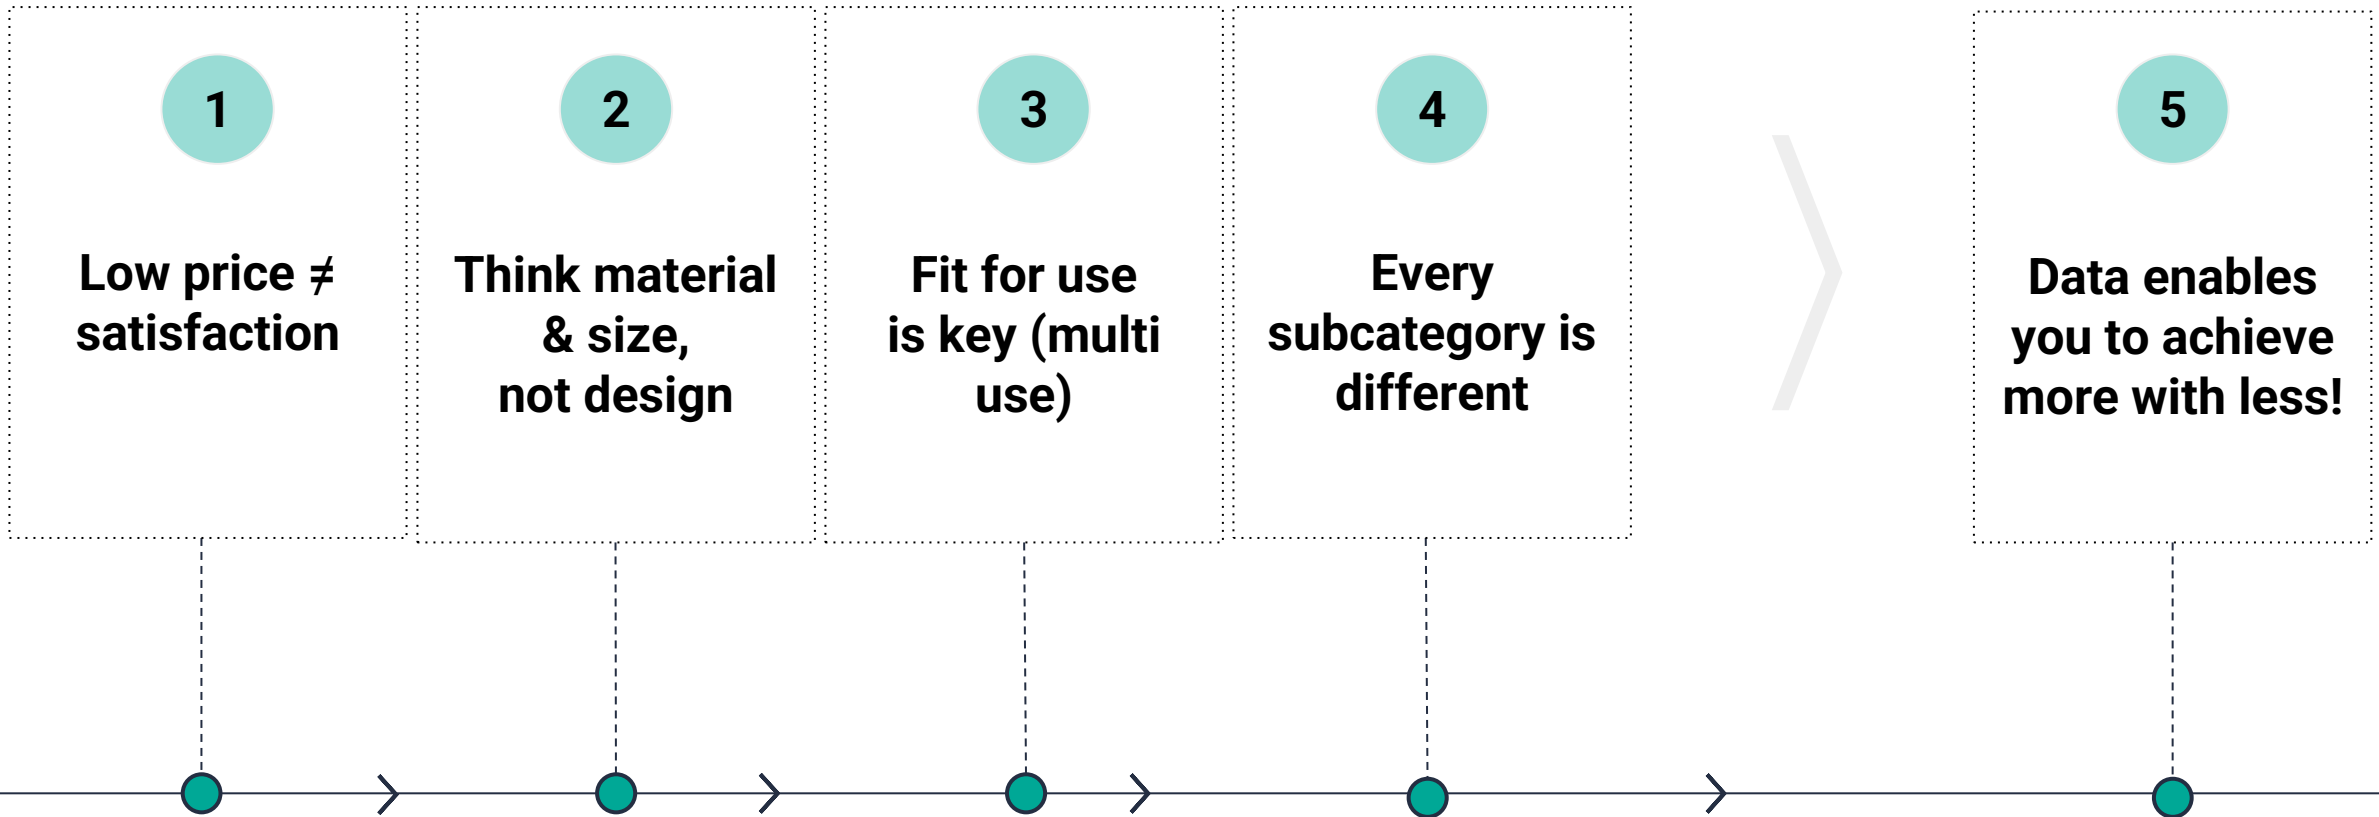 1
Low price ≠
satisfaction
2
Think material
& size,
not design
3
Fit for use
is key (multi
use)
4
Every
subcategory is
different
5
Data enables
you to achieve
more with less!